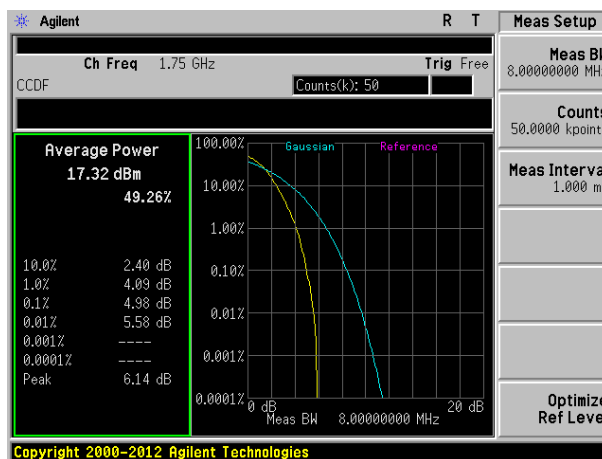 Agilent R T Meas Setup
Ch Freq 1.75 GHz Trig Free
CCDF Counts(k): 50
Average Power
17.32 dBm
49.26%
10.0% 2.40 dB
1.0% 4.09 dB
0.1% 4.98 dB
0.01% 5.58 dB
0.001% ----
0.0001% ----
Peak 6.14 dB
Gaussian Reference
100.00%
10.00%
1.00%
0.10%
0.01%
0.001%
0.0001%
0 dB 20 dB
Meas BW 8.00000000 MHz
Meas B
8.00000000 MH
Counts
50.0000 kpoint
Meas Interva
1.000 m
Optimize
Ref Leve
Copyright 2000-2012 Agilent Technologies